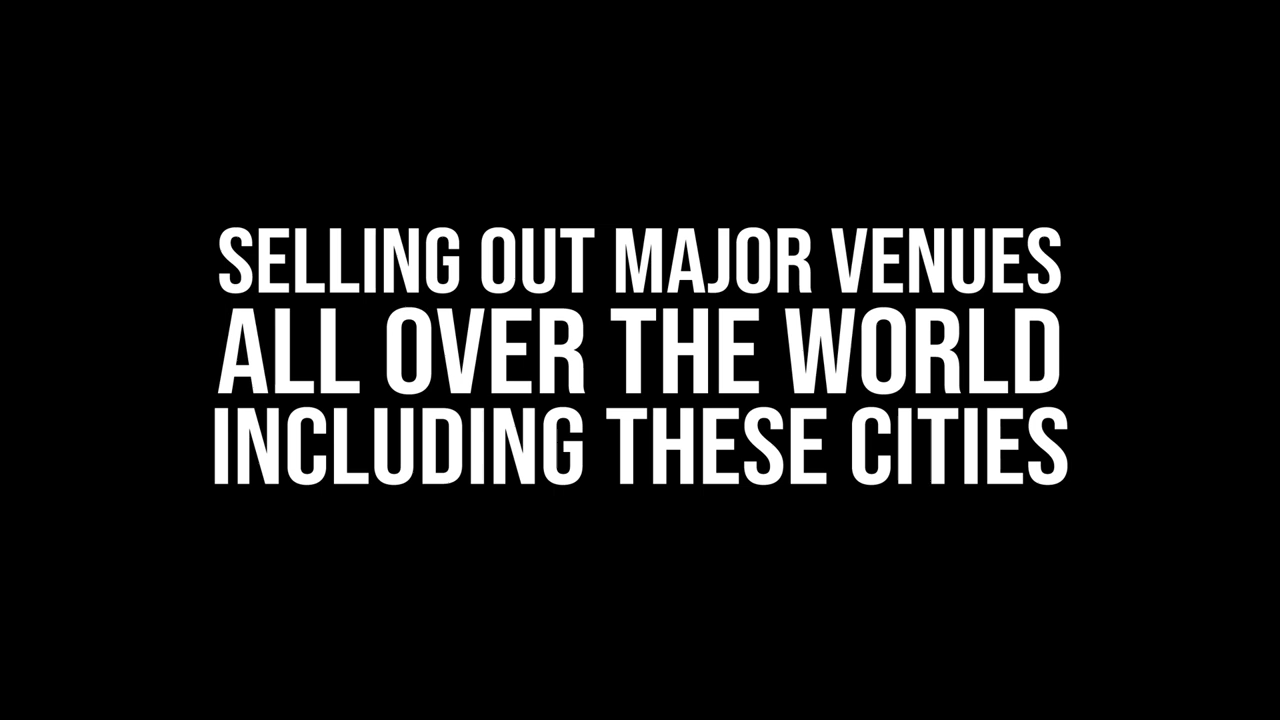 SELLING OUT MAJOR VENUES
ALL OVER THE WORLD
INCLUDING THESE CITIES